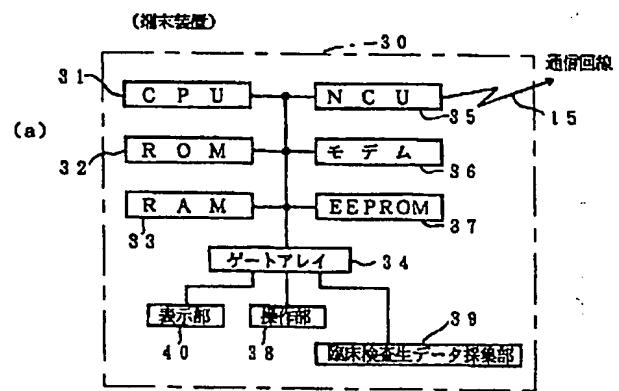 (端末装置)
30
31
CPU
NCU
通信回線
35
15
(a)
ROM
モデム
32
36
RAM
EEPROM
33
37
ゲートアレイ
34
表示部
操作部
39
40
38
臨床検査生データ採集部